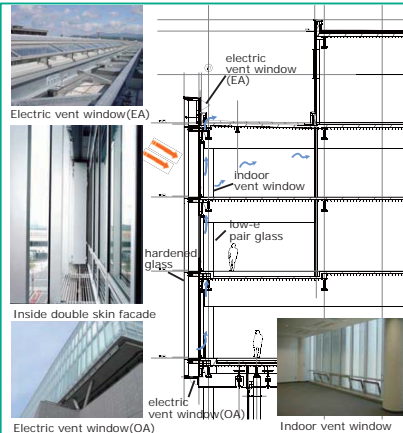 Electric vent window(EA)
Inside double skin facade
Electric vent window(OA)
electric
vent window
(EA)
indoor
vent window
low-e
pair glass
hardened
glass
electric
vent window(OA)
Indoor vent window